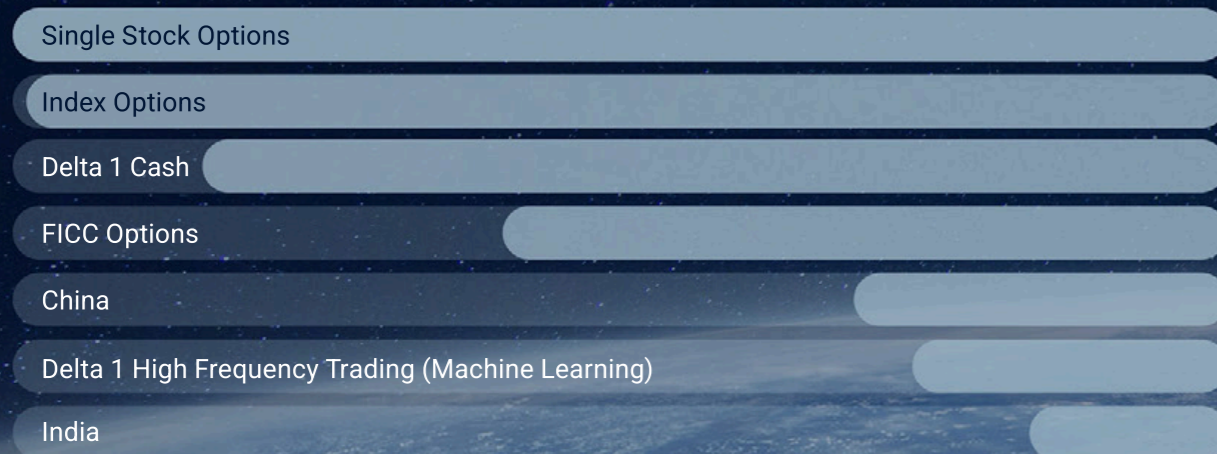 Single Stock Options
Index Options
Delta 1 Cash
FICC Options
China
Delta 1 High Frequency Trading (Machine Learning)
India